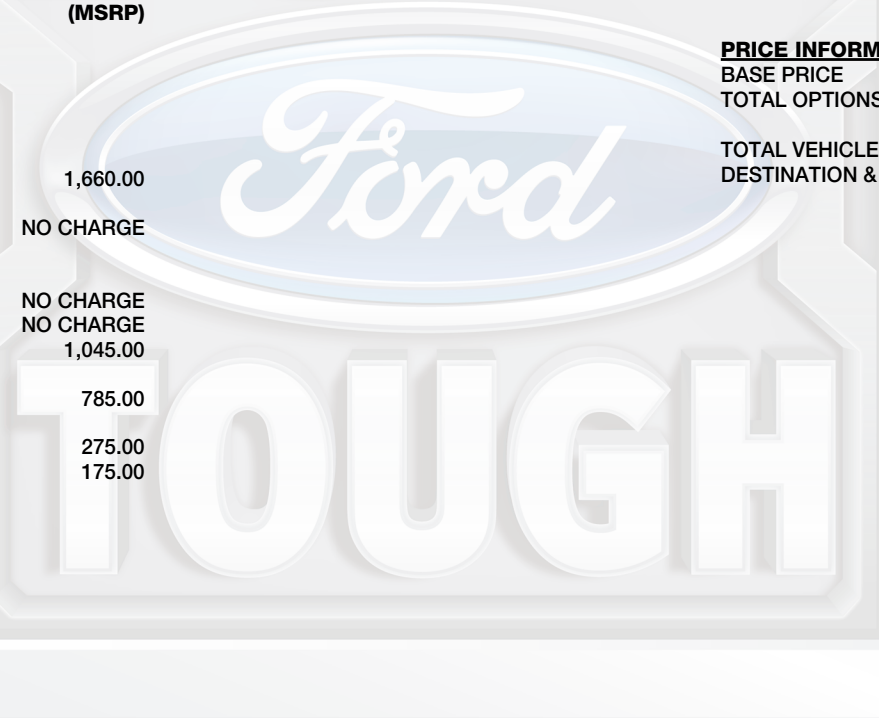 (MSRP)
1,660.00
NO CHARGE
NO CHARGE
NO CHARGE
1,045.00
785.00
275.00
175.00
PRICE INFORM
BASE PRICE
TOTAL OPTIONS
TOTAL VEHICLE
DESTINATION &
Ford
TOUGH